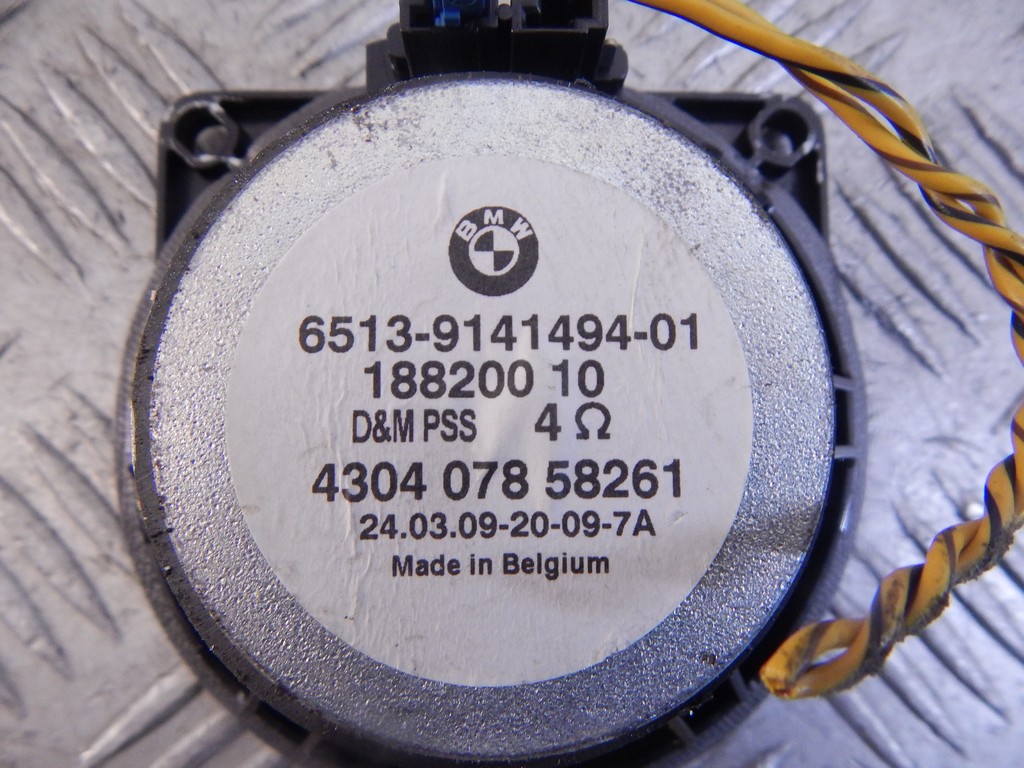 BMW
6513-9141494-01
188200 10
D&M PSS 4 Ω
4304 078 58261
24.03.09-20-09-7A
Made in Belgium